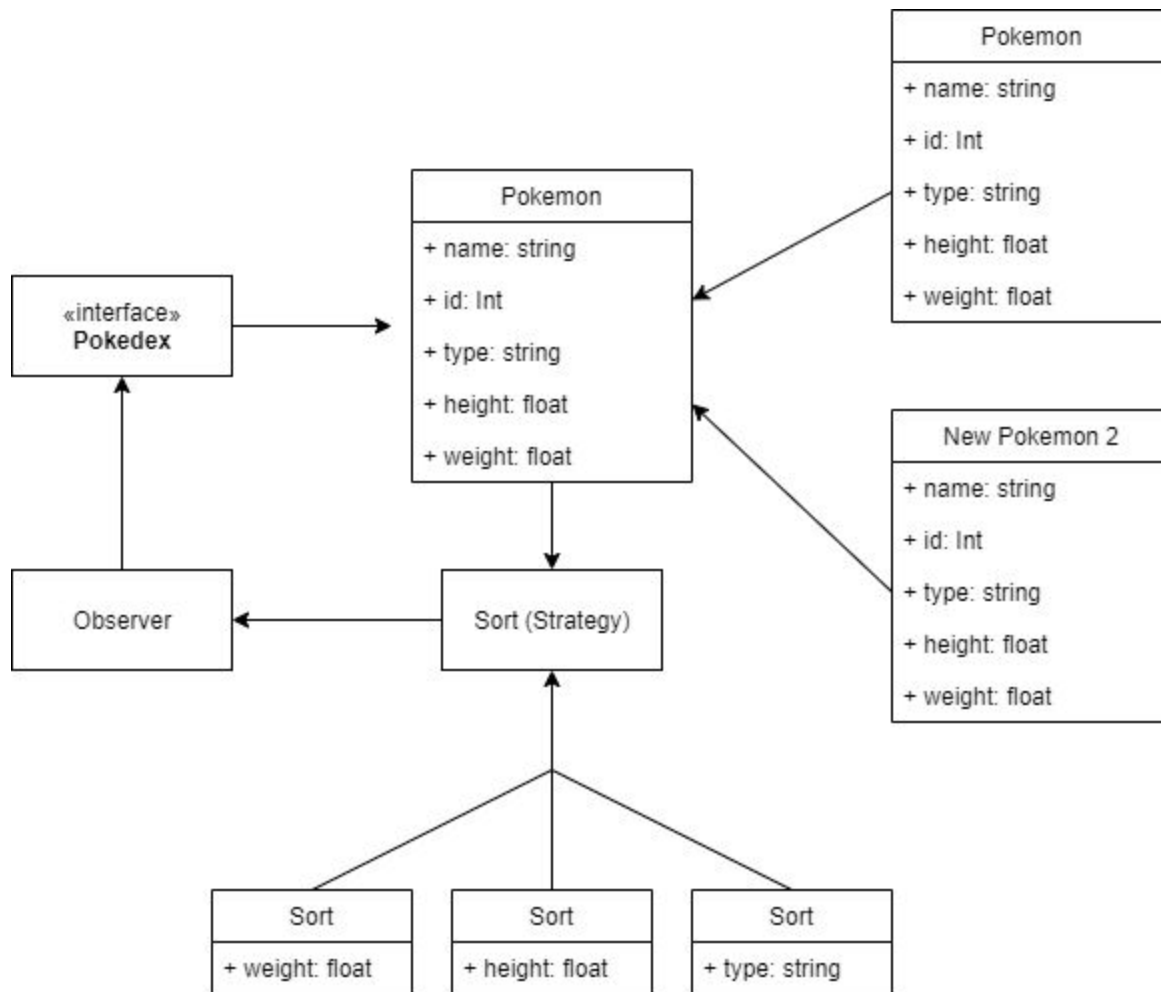 Pokemon
+ name: string
+ id: Int
+ type: string
+ height: float
+ weight: float
Pokemon
+ name: string
+ id: Int
+ type: string
+ height: float
+ weight: float
«interface»
Pokedex
New Pokemon 2
+ name: string
+ id: Int
+ type: string
+ height: float
+ weight: float
Observer
Sort (Strategy)
Sort
+ weight: float
Sort
+ height: float
Sort
+ type: string